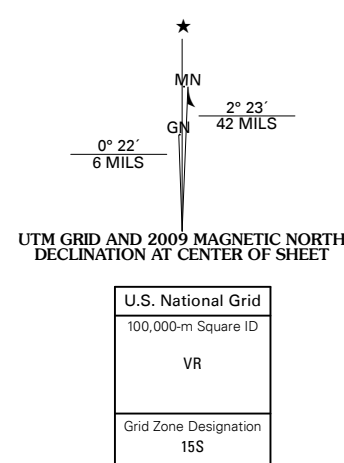 MN
2° 23´
42 MILS
GN
0° 22´
6 MILS
UTM GRID AND 2009 MAGNETIC NORTH
DECLINATION AT CENTER OF SHEET
U.S. National Grid
100,000-m Square ID
VR
Grid Zone Designation
15S